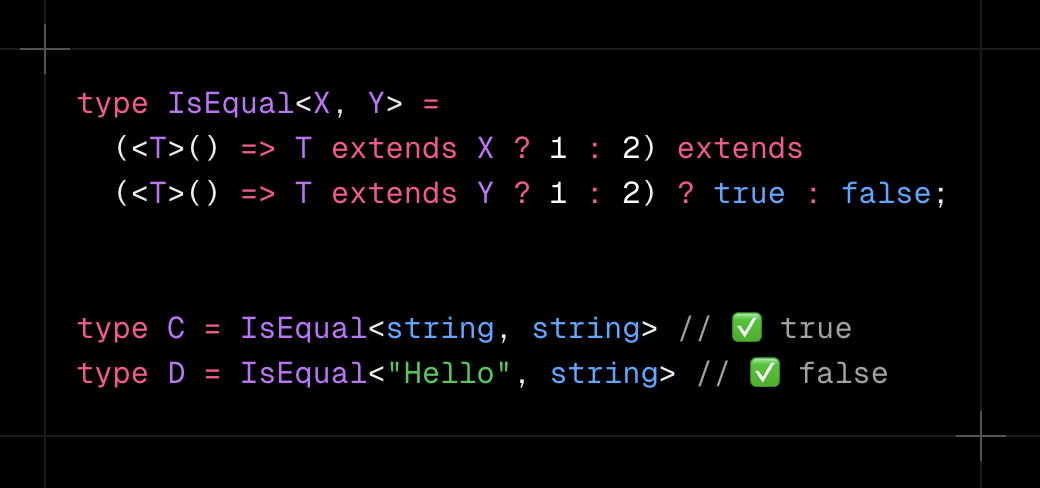 type IsEqual<X, Y> =
(<T>() => T extends X ? 1 : 2) extends
(<T>() => T extends Y ? 1 : 2) ? true : false;
type C = IsEqual<string, string> // ✅ true
type D = IsEqual<"Hello", string> // ✅ false